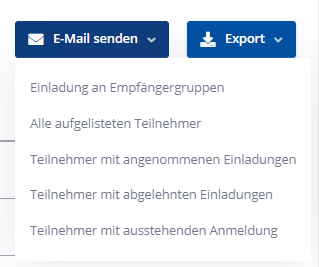 E-Mail senden
Export
Einladung an Empfängergruppen
Alle aufgelisteten Teilnehmer
Teilnehmer mit angenommenen Einladungen
Teilnehmer mit abgelehnten Einladungen
Teilnehmer mit ausstehenden Anmeldung